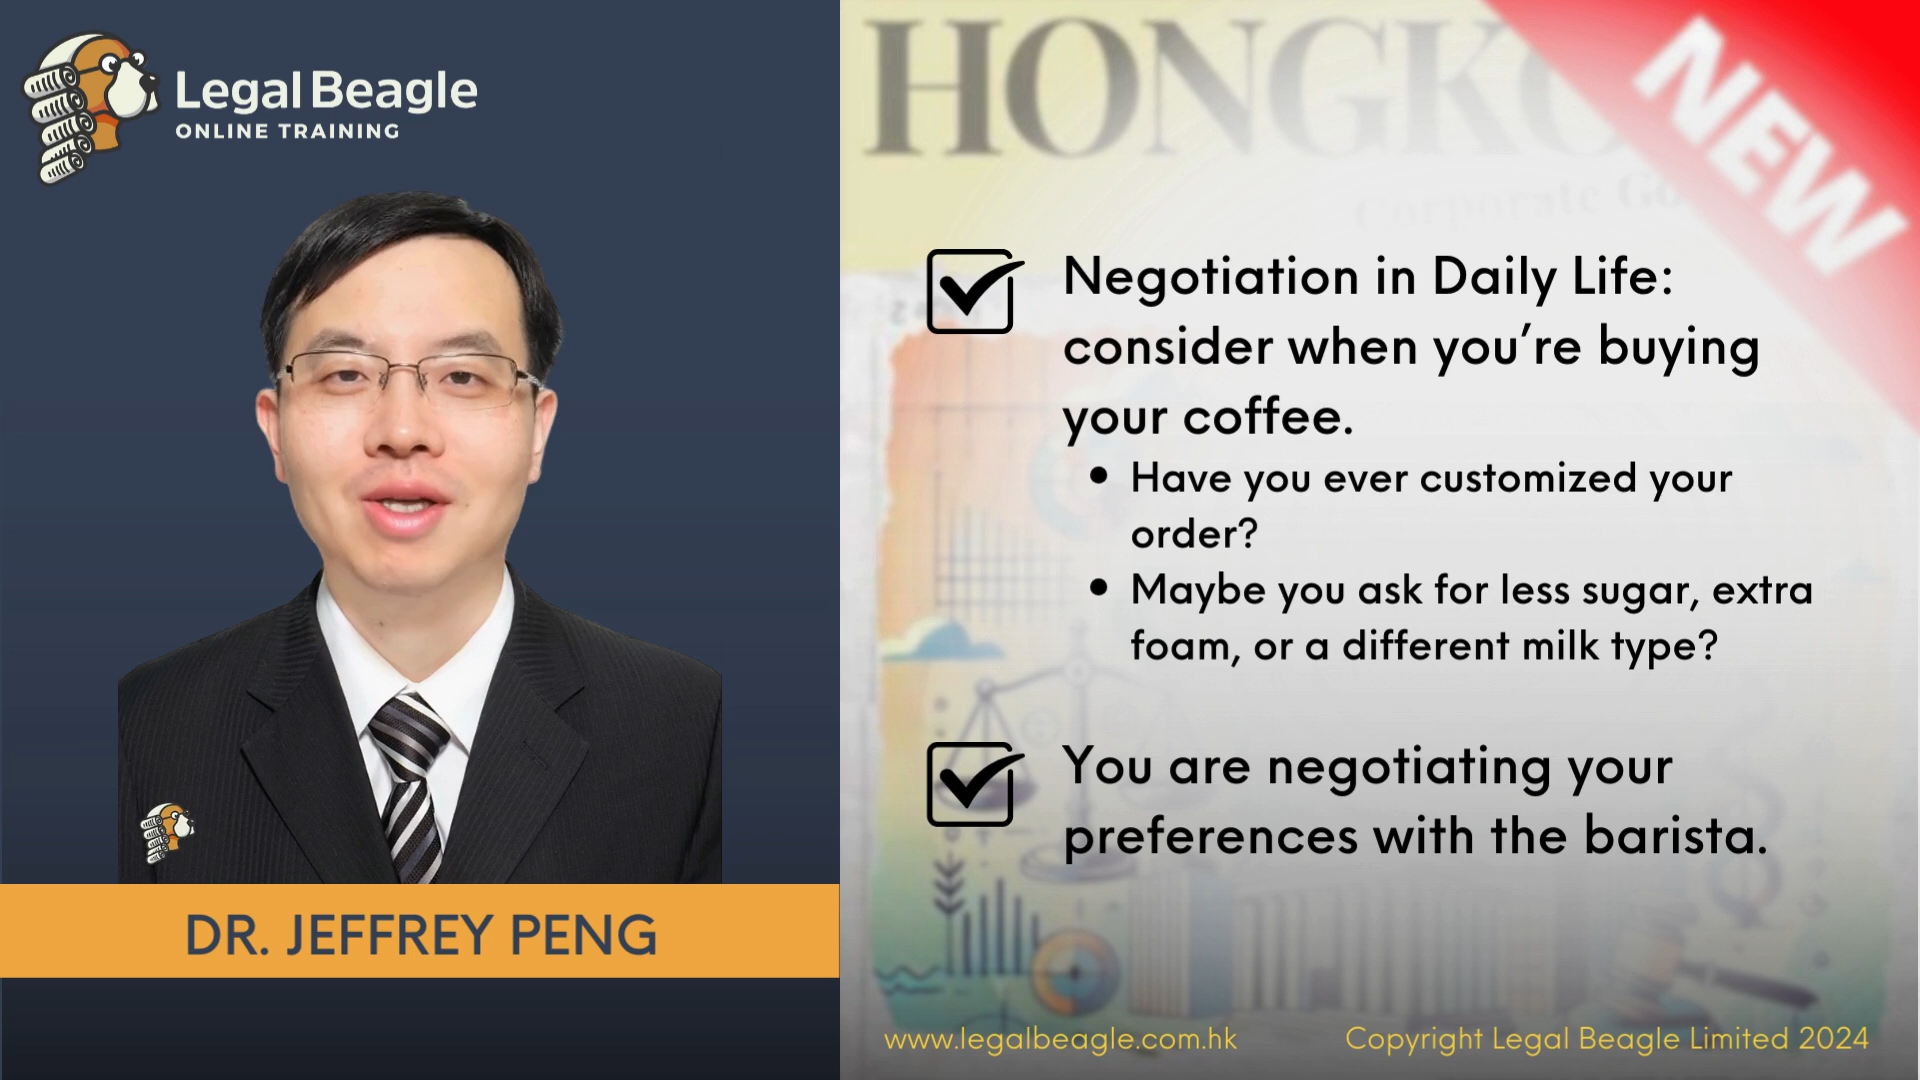 Legal Beagle
ONLINE TRAINING
DR. JEFFREY PENG
NEW
Negotiation in Daily Life:
consider when you’re buying
your coffee.
• Have you ever customized your
order?
• Maybe you ask for less sugar, extra
foam, or a different milk type?
You are negotiating your
preferences with the barista.
www.legalbeagle.com.hk
Copyright Legal Beagle Limited 2024